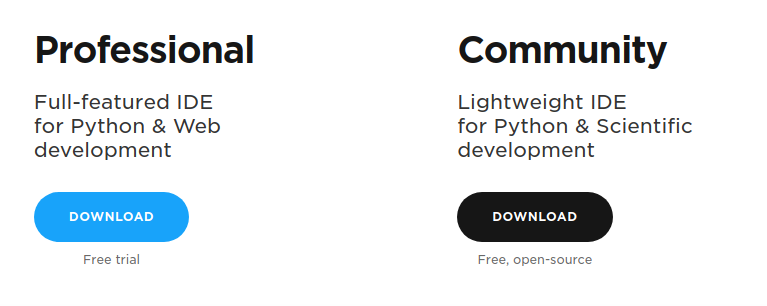 Professional
Full-featured IDE
for Python & Web
development
DOWNLOAD
Free trial
Community
Lightweight IDE
for Python & Scientific
development
DOWNLOAD
Free, open-source